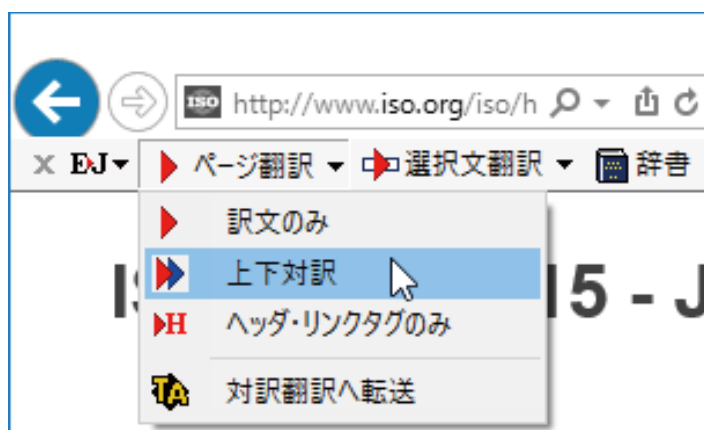 ISO http://www.iso.org/iso/h
× EJ ページ翻訳 選択文翻訳 辞書
訳文のみ
上下対訳
15 - J
H ヘッダ・リンクタグのみ
TA 対訳翻訳へ転送